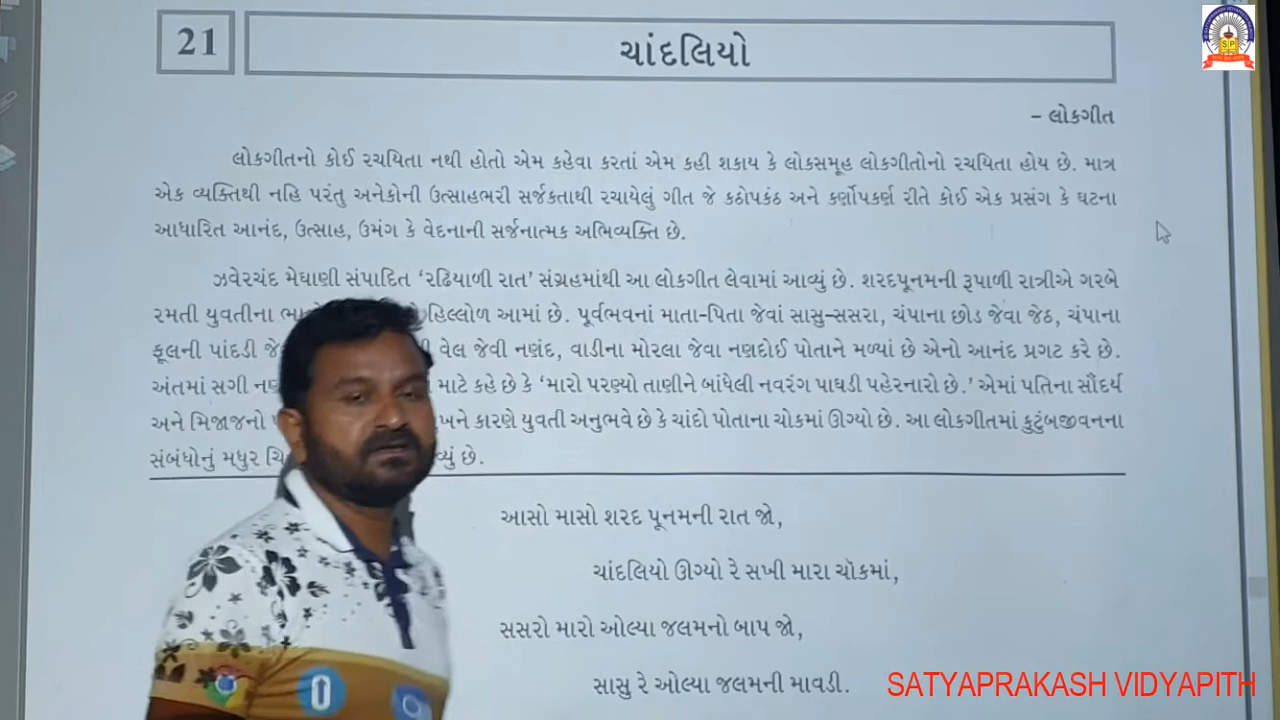 21
ચાંદલિયો
– લોકગીત
લોકગીતનો કોઈ રચયિતા નથી હોતો એમ કહેવા કરતાં એમ કહી શકાય કે લોકસમૂહ લોકગીતોનો રચયિતા હોય છે. માત્ર
એક વ્યક્તિથી નહિ પરંતુ અનેકોની ઉત્સાહભરી સર્જકતાથી રચાયેલું ગીત જે કઠોપકંઠ અને કર્ણોપકર્ણ રીતે કોઈ એક પ્રસંગ કે ઘટના
આધારિત આનંદ, ઉત્સાહ, ઉમંગ કે વેદનાની સર્જનાત્મક અભિવ્યક્તિ છે.
ઝવેરચંદ મેઘાણી સંપાદિત ‘રઢિયાળી રાત’ સંગ્રહમાંથી આ લોકગીત લેવામાં આવ્યું છે. શરદપૂનમની રૂપાળી રાત્રીએ ગરબે
રમતી યુવતીના હિલ્લોળ આમાં છે. પૂર્વભવનાં માતા-પિતા જેવાં સાસુ-સસરા, ચંપાના છોડ જેવા જેઠ, ચંપાના
ફૂલની પાંદડી વેલ જેવી નણંદ, વાડીના મોરલા જેવા નણદોઈ પોતાને મળ્યાં છે એનો આનંદ પ્રગટ કરે છે.
અંતમાં સગી માટે કહે છે કે ‘મારો પરણ્યો તાણીને બાંધેલી નવરંગ પાઘડી પહેરનારો છે.’ એમાં પતિના સૌંદર્ય
અને મિજાજનો કારણે યુવતી અનુભવે છે કે ચાંદો પોતાના ચોકમાં ઊગ્યો છે. આ લોકગીતમાં કુટુંબજીવનના
સંબંધોનું મધુર છે.
આસો માસો શરદ પૂનમની રાત જો,
ચાંદલિયો ઊગ્યો રે સખી મારા ચૉકમાં,
સસરો મારો ઓલ્યા જલમનો બાપ જો,
સાસુ રે ઓલ્યા જલમની માવડી.
SATYAPRAKASH VIDYAPITH